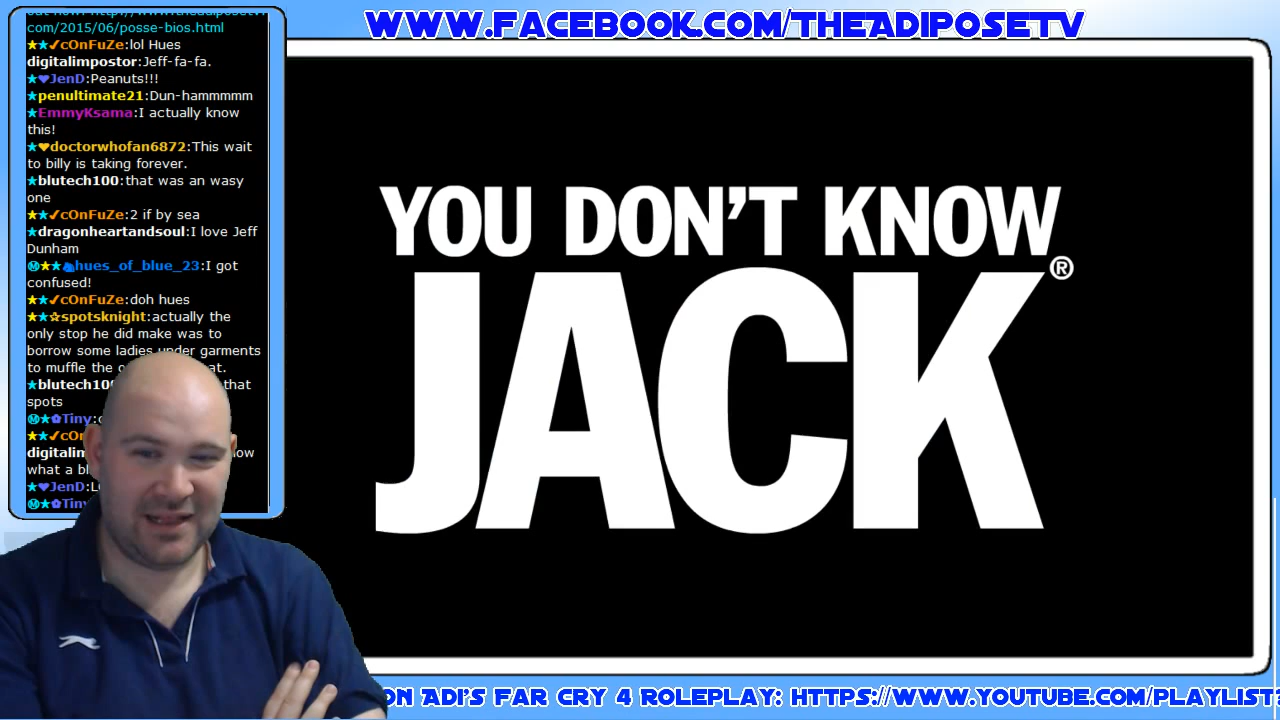 WWW.FACEBOOK.COM/THEADIPOSETV
com/2015/06/posse-bios.html
cOnFuZe:lol Hues
digitalimpostor:Jeff-fa-fa.
JenD:Peanuts!!!
penultimate21:Dun-hammmmm
EmmyKsama:I actually know
this!
doctorwhofan6872:This wait
to billy is taking forever.
blutech100:that was an wasy
one
cOnFuZe:2 if by sea
dragonheartandsoul:I love Jeff
Dunham
hues_of_blue_23:I got
confused!
cOnFuZe:doh hues
spotsknight:actually the
only stop he did make was to
borrow some ladies under garments
to muffle the
blutech100 that
spots
Tiny:
what a
JenD:
Tiny
YOU DON'T KNOW
JACK®
ON ADI'S FAR CRY 4 ROLEPLAY: HTTPS://WWW.YOUTUBE.COM/PLAYLIST?